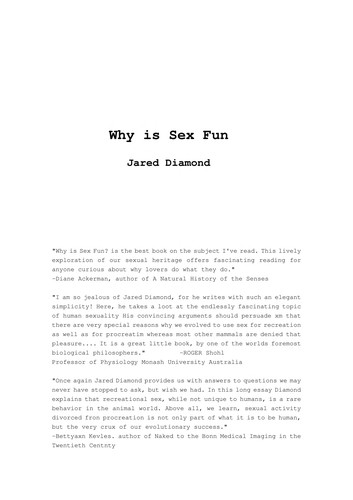 Why is Sex Fun
Jared Diamond
"Why is Sex Fun? is the best book on the subject I've read. This lively
exploration of our sexual heritage offers fascinating reading for
anyone curious about why lovers do what they do."
-Diane Ackerman, author of A Natural History of the Senses
"I am so jealous of Jared Diamond, for he writes with such an elegant
simplicity! Here, he takes a loot at the endlessly fascinating topic
of human sexuality His convincing arguments should persuade xm that
there are very special reasons why we evolved to use sex for recreation
as well as for procreatim whereas most other mammals are denied that
pleasure.... It is a great little book, by one of the worlds foremost
biological philosophers." -ROGER Shohl
Professor of Physiology Monash University Australia
"Once again Jared Diamond provides us with answers to questions we may
never have stopped to ask, but wish we had. In this long essay Diamond
explains that recreational sex, while not unique to humans, is a rare
behavior in the animal world. Above all, we learn, sexual activity
divorced fron procreation is not only part of what it is to be human,
but the very crux of our evolutionary success."
-Bettyaxn Kevles. author of Naked to the Bonn Medical Imaging in the
Twentieth Centnty